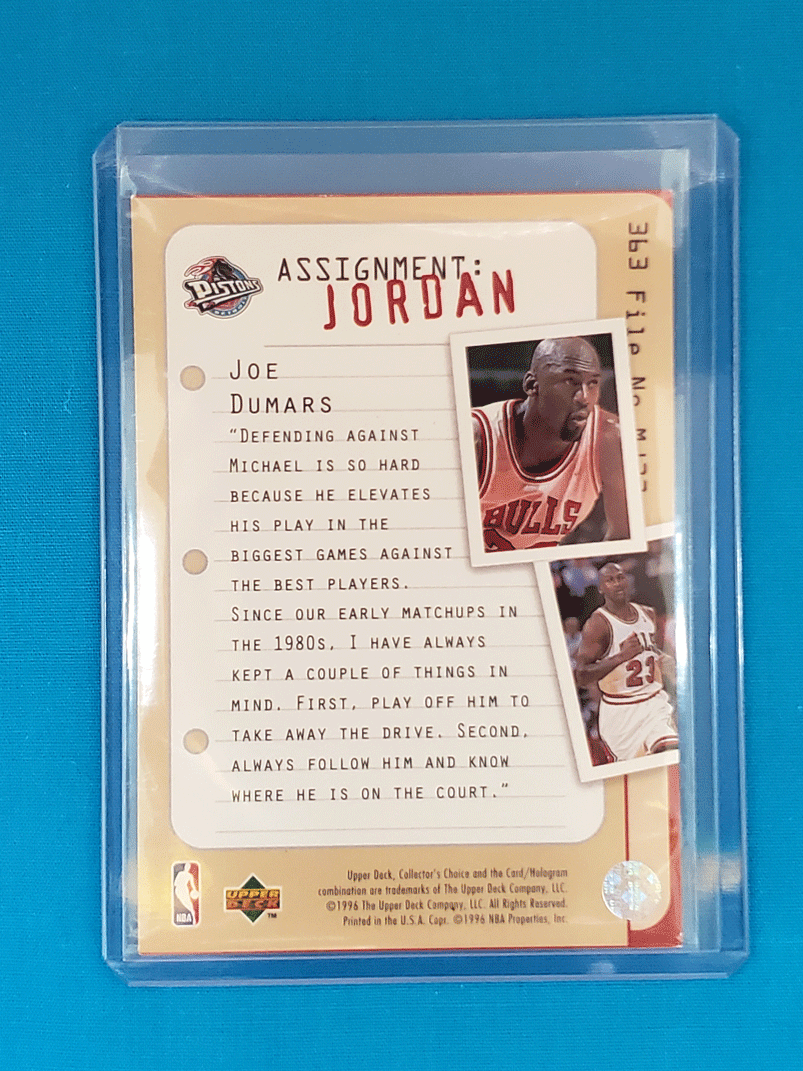 PISTONS
ASSIGNMENT:
JORDAN
363 File No.
JOE
DUMARS
"DEFENDING AGAINST
MICHAEL IS SO HARD
BECAUSE HE ELEVATES
HIS PLAY IN THE
BIGGEST GAMES AGAINST
THE BEST PLAYERS.
SINCE OUR EARLY MATCHUPS IN
THE 1980s, I HAVE ALWAYS
KEPT A COUPLE OF THINGS IN
MIND. FIRST, PLAY OFF HIM TO
TAKE AWAY THE DRIVE. SECOND,
ALWAYS FOLLOW HIM AND KNOW
WHERE HE IS ON THE COURT."
BULLS
23
NBA
UPPER
DECK
TM
Upper Deck, Collector's Choice and the Card/Hologram
combination are trademarks of The Upper Deck Company, LLC.
©1996 The Upper Deck Company, LLC. All Rights Reserved.
Printed in the U.S.A. Copr. ©1996 NBA Properties, Inc.